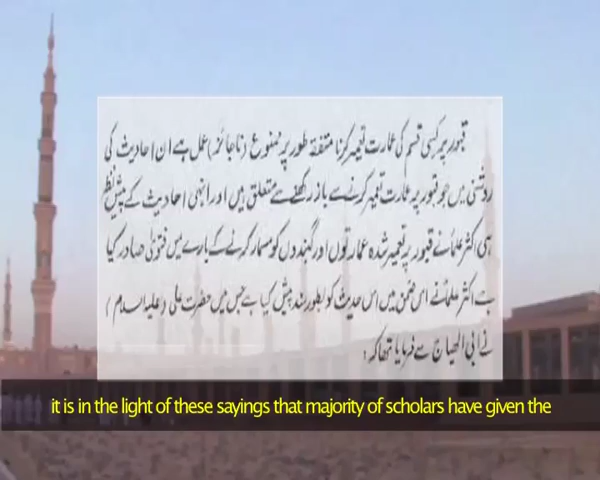 قبور پر کسی قسم کی عمارت تعمیر کرنا متفقہ طور پر ممنوع (ناجائز) عمل ہے ان احادیث کی
روشنی میں جو قبور پر عمارت تعمیر کرنے سے باز رکھنے سے متعلق ہیں اور انہی احادیث کے پیش نظر
ہی اکثر علمأ نے قبور پر تعمیر شدہ عمارتوں اور گنبدوں کو مسمار کرنے کے بارے میں فتویٰ صادر کیا
ہے اکثر علمأ نے اس ضمن میں اس حدیث کو بطور سند پیش کیا ہے جس میں حضرت علی (علیہ السلام)
نے ابی الھیاج سے فرمایا تھا کہ :
it is in the light of these sayings that majority of scholars have given the